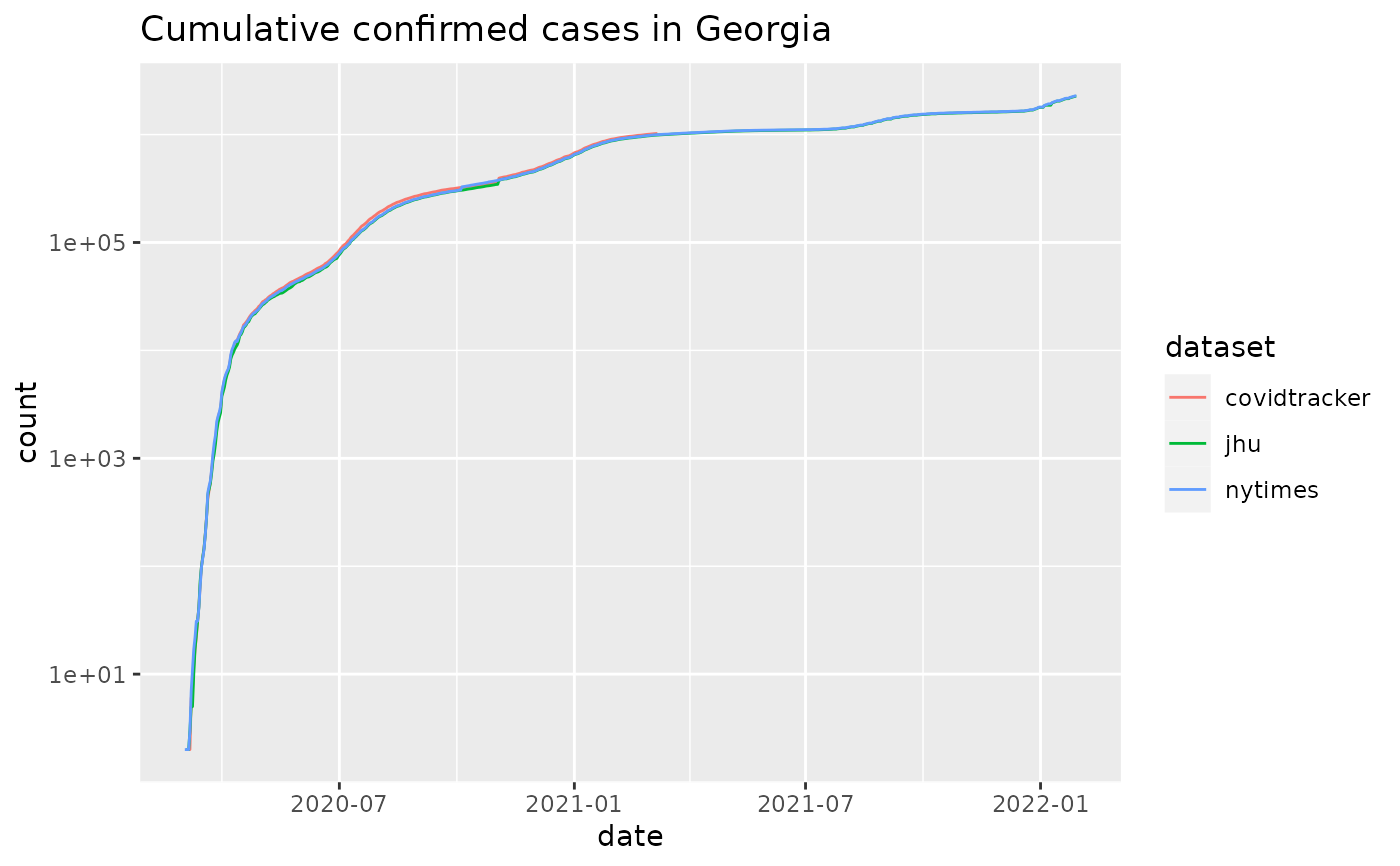 Cumulative confirmed cases in Georgia
count
1e+05
1e+03
1e+01
2020-07
2021-01
2021-07
2022-01
date
dataset
covidtracker
jhu
nytimes